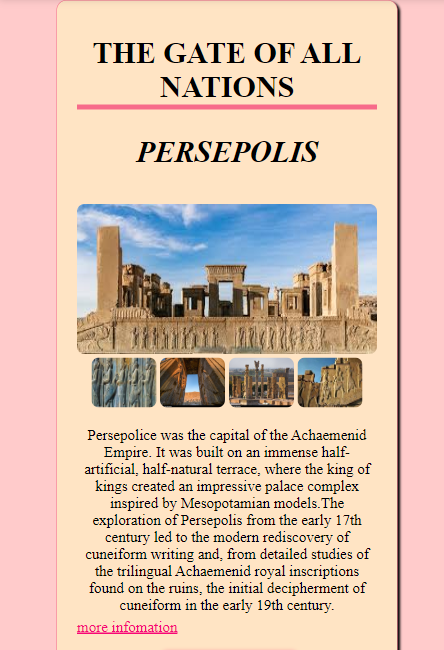 THE GATE OF ALL
NATIONS
PERSEPOLIS
Persepolice was the capital of the Achaemenid
Empire. It was built on an immense half-
artificial, half-natural terrace, where the king of
kings created an impressive palace complex
inspired by Mesopotamian models.The
exploration of Persepolis from the early 17th
century led to the modern rediscovery of
cuneiform writing and, from detailed studies of
the trilingual Achaemenid royal inscriptions
found on the ruins, the initial decipherment of
cuneiform in the early 19th century.
more infomation